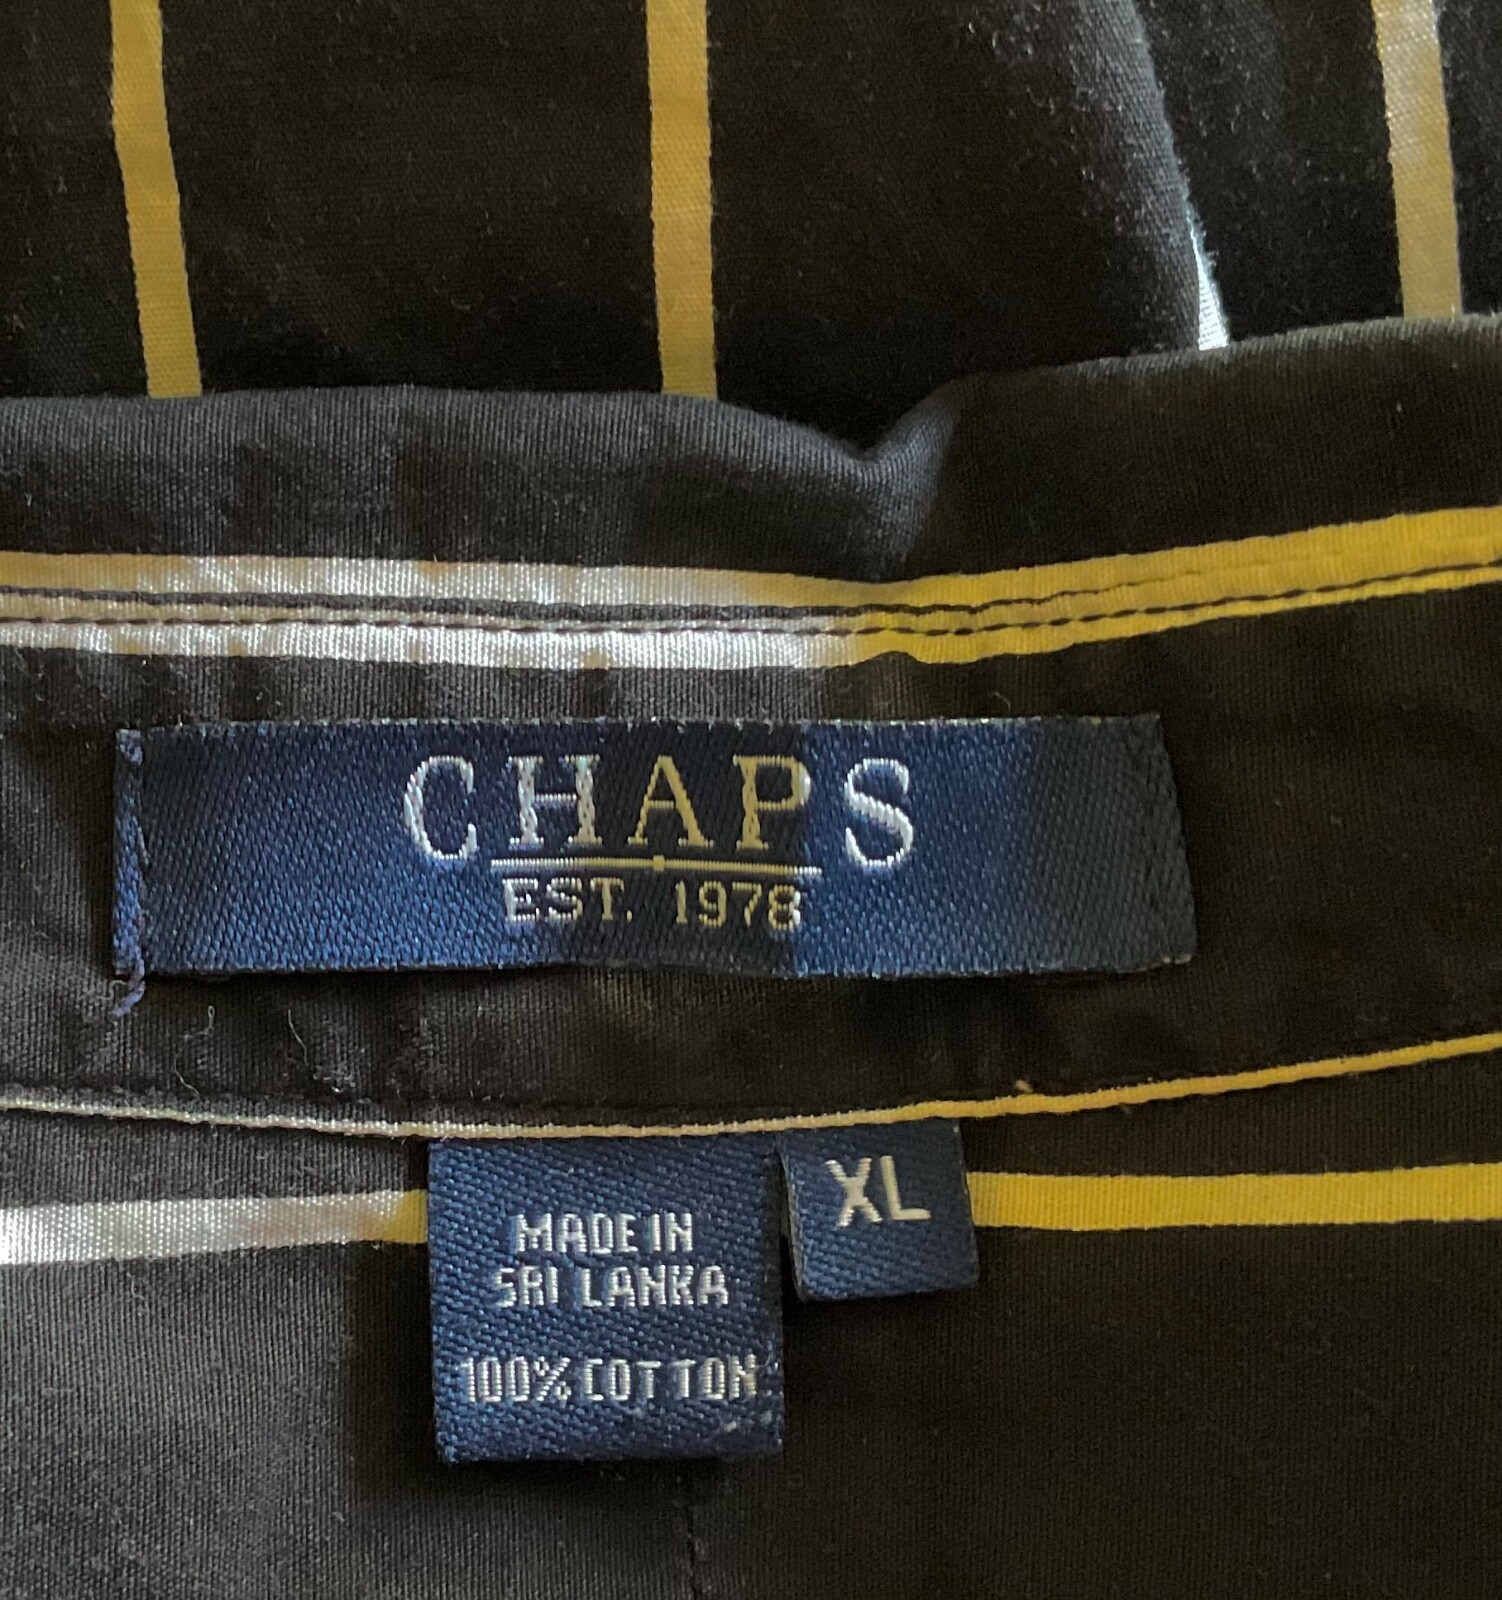 CHAPS
EST. 1978
XL
MADE IN
SRI LANKA
100% COTTON